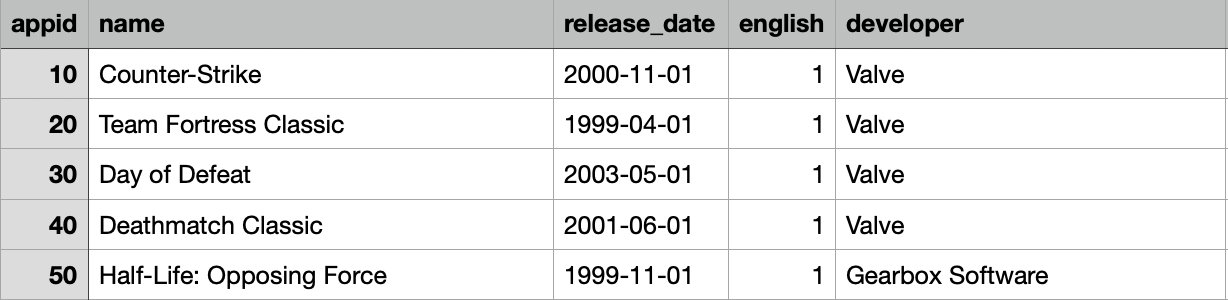 appid name release_date english developer
10 Counter-Strike 2000-11-01 1 Valve
20 Team Fortress Classic 1999-04-01 1 Valve
30 Day of Defeat 2003-05-01 1 Valve
40 Deathmatch Classic 2001-06-01 1 Valve
50 Half-Life: Opposing Force 1999-11-01 1 Gearbox Software